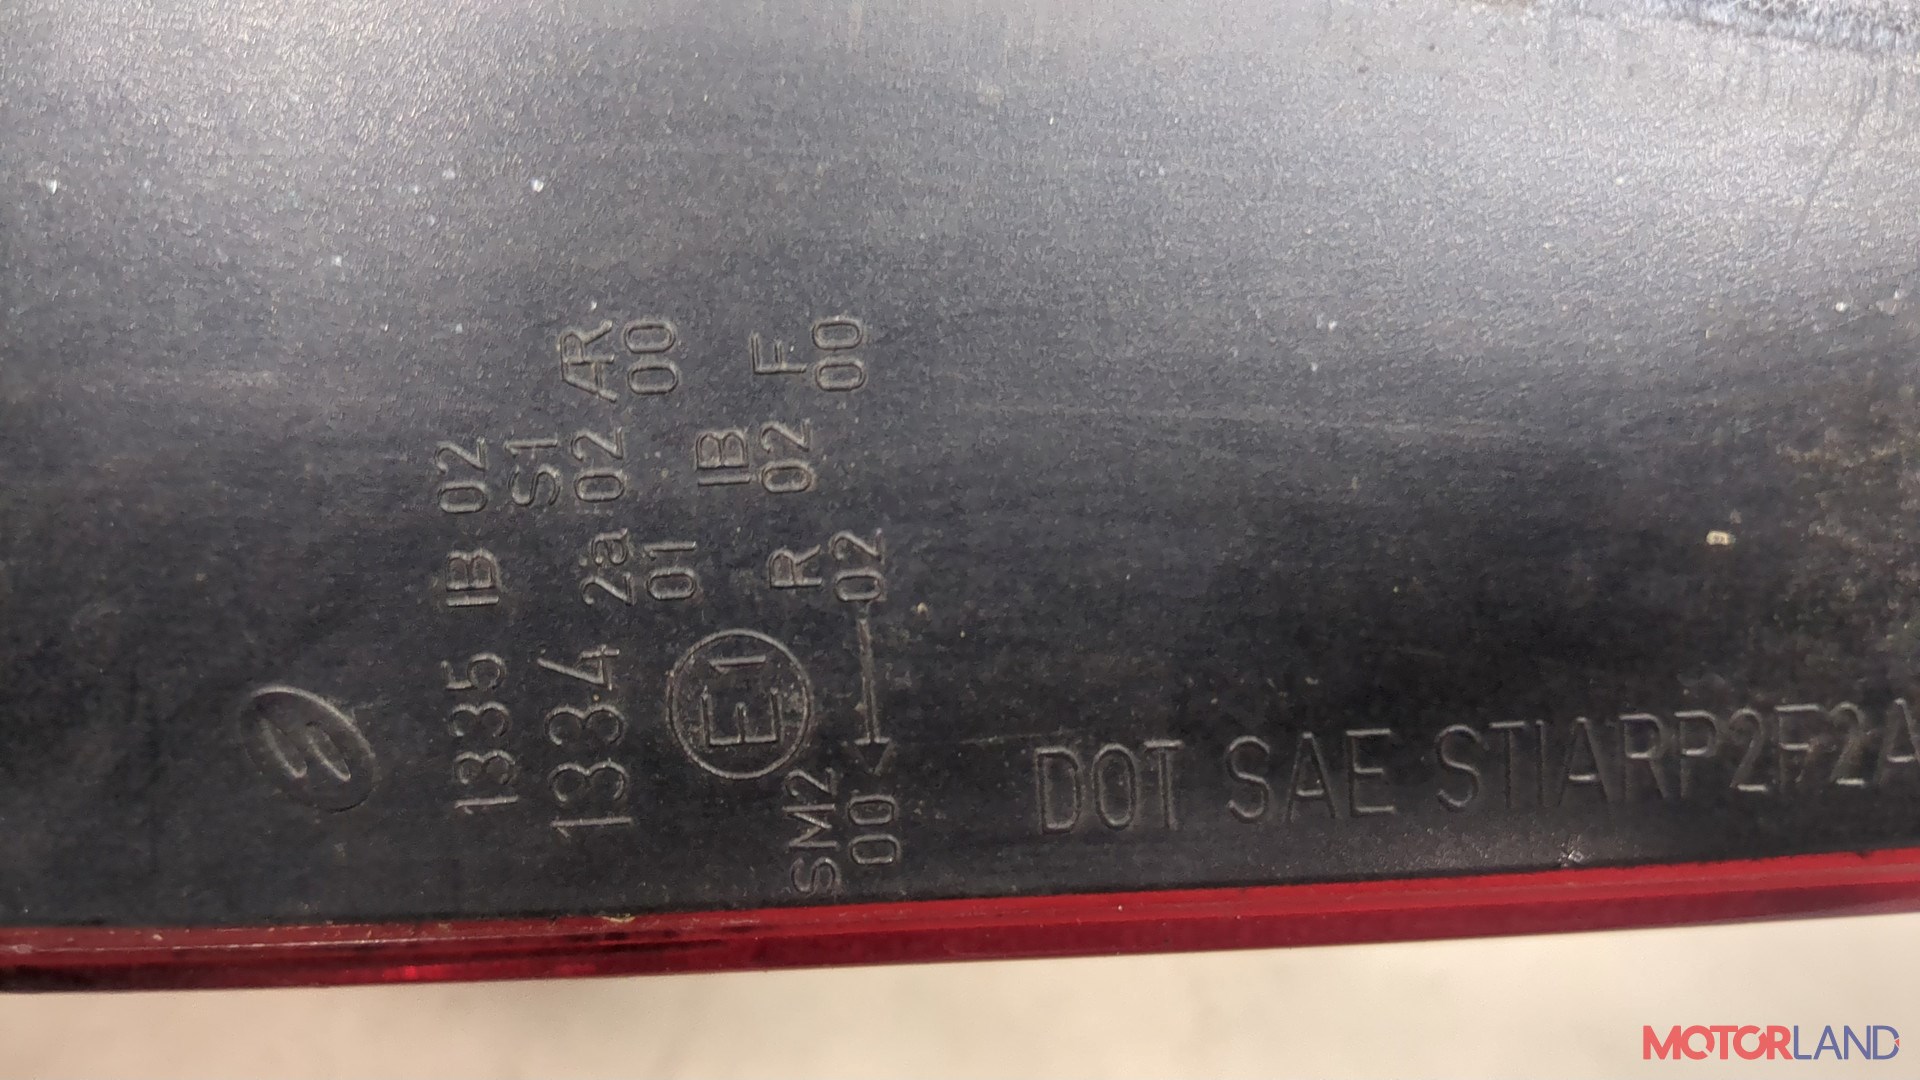 1335 IB 02
S1
1334 2a 02 AR
01 00
E1 IB
R 02 F
SM2 02 00
00
DOT SAE STIARP2F2A
MOTORLAND